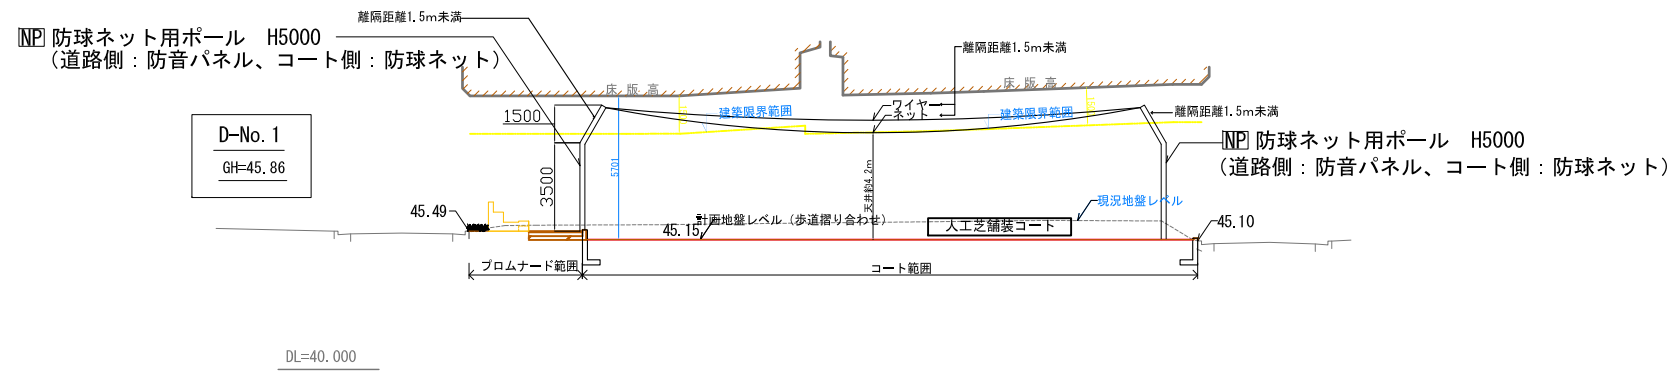 離隔距離1.5m未満
NP 防球ネット用ポール　H5000
（道路側：防音パネル、コート側：防球ネット）
離隔距離1.5m未満
床 版 高
床 版 高
1500
建築限界範囲
ワイヤー
ネット
建築限界範囲
離隔距離1.5m未満
D-No.1
GH=45.86
NP 防球ネット用ポール　H5000
（道路側：防音パネル、コート側：防球ネット）
5701
天井約4.2m
3500
現況地盤レベル
45.49
計画地盤レベル（歩道摺り合わせ）
45.15
人工芝舗装コート
45.10
プロムナード範囲
コート範囲
DL=40.000